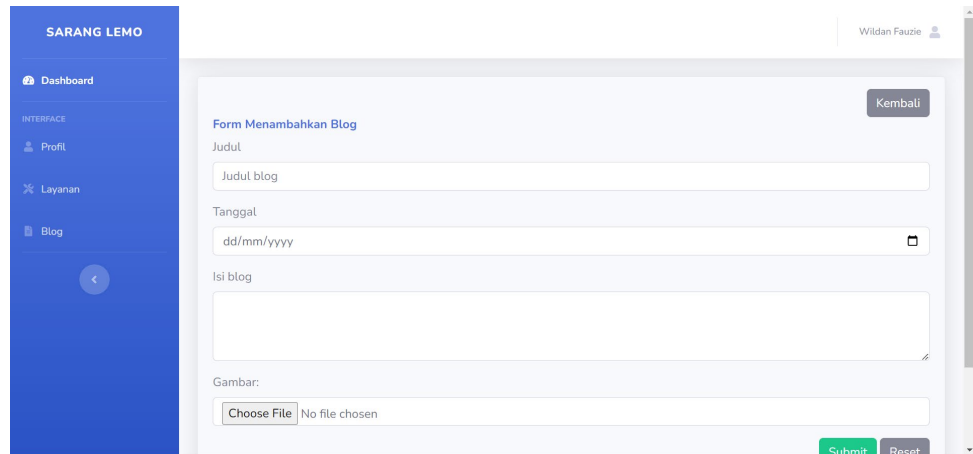 SARANG LEMO
Wildan Fauzie
Dashboard
INTERFACE
Profil
Layanan
Blog
Kembali
Form Menambahkan Blog
Judul
Judul blog
Tanggal
dd/mm/yyyy
Isi blog
Gambar:
Choose File No file chosen
Submit Reset